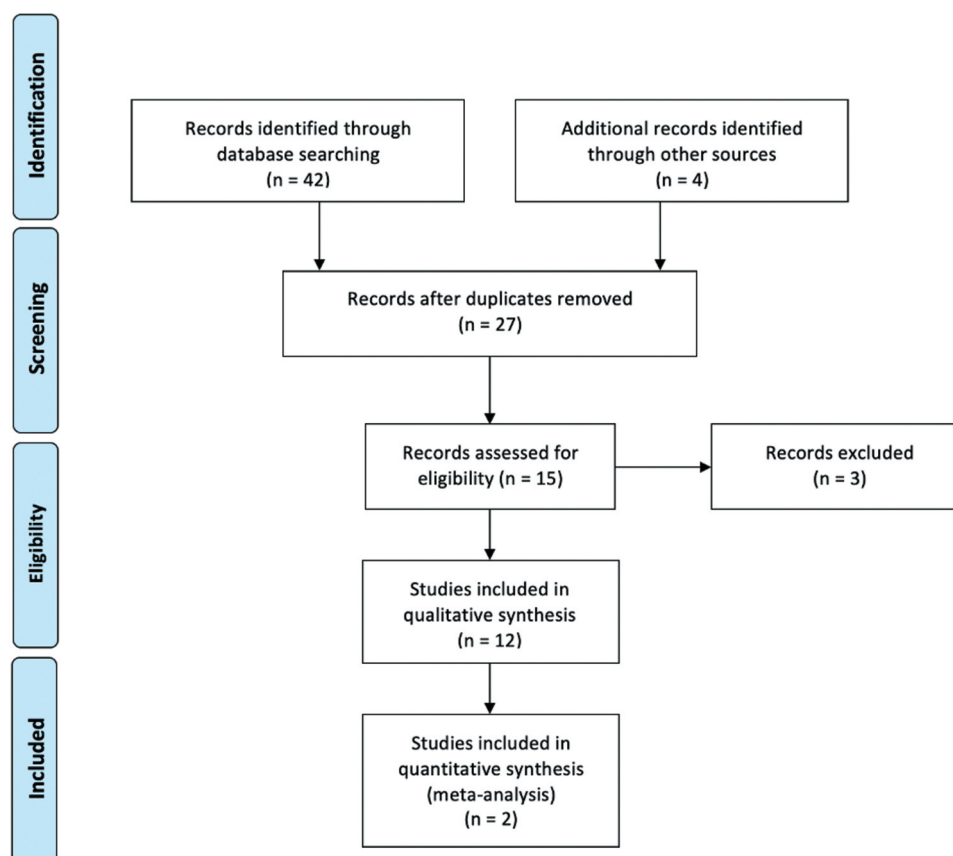 Identification
Records identified through
database searching
(n = 42)
Additional records identified
through other sources
(n = 4)
Screening
Records after duplicates removed
(n = 27)
Eligibility
Records assessed for
eligibility (n = 15)
Records excluded
(n = 3)
Studies included in
qualitative synthesis
(n = 12)
Included
Studies included in
quantitative synthesis
(meta-analysis)
(n = 2)